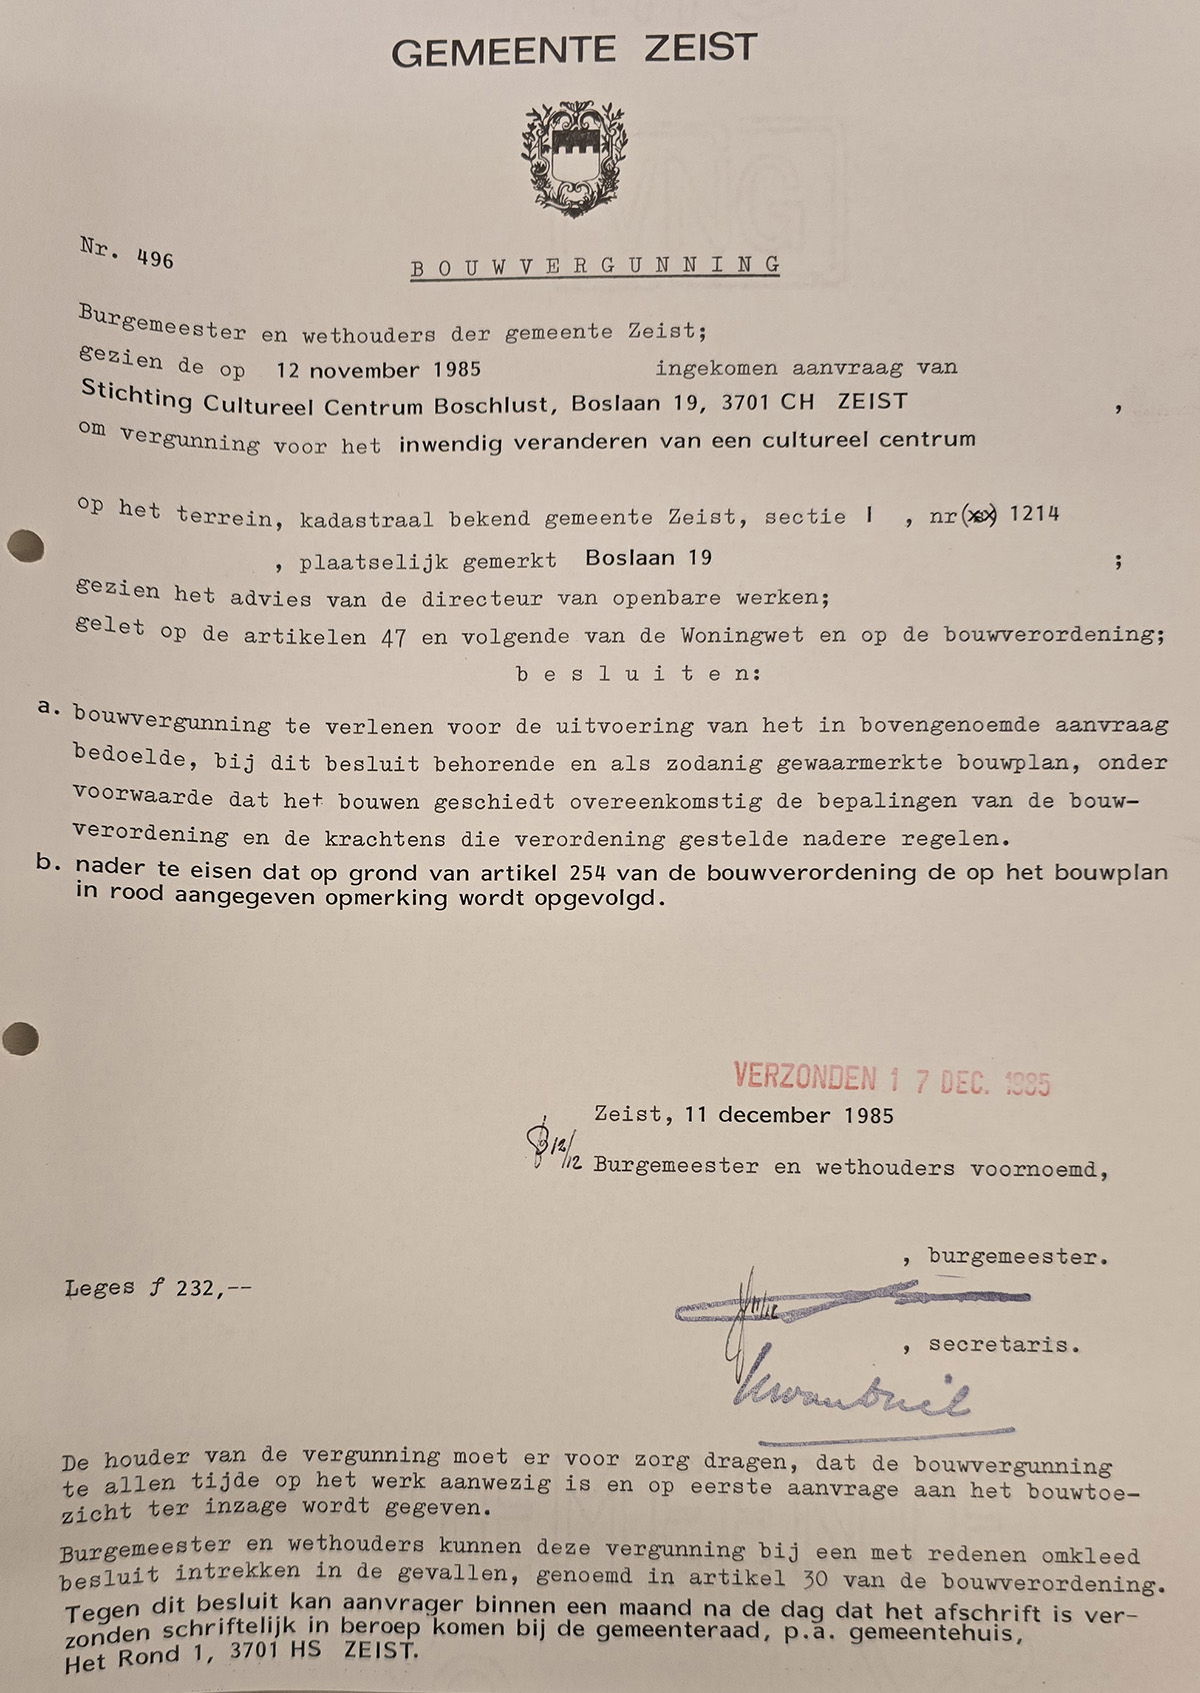 GEMEENTE ZEIST
Nr. 496
BOUWVERGUNNING
Burgemeester en wethouders der gemeente Zeist;
gezien de op 12 november 1985 ingekomen aanvraag van
Stichting Cultureel Centrum Boschlust, Boslaan 19, 3701 CH ZEIST ,
om vergunning voor het inwendig veranderen van een cultureel centrum
op het terrein, kadastraal bekend gemeente Zeist, sectie I , nr(xx) 1214
, plaatselijk gemerkt Boslaan 19 ;
gezien het advies van de directeur van openbare werken;
gelet op de artikelen 47 en volgende van de Woningwet en op de bouwverordening;
besluiten:
a. bouwvergunning te verlenen voor de uitvoering van het in bovengenoemde aanvraag
bedoelde, bij dit besluit behorende en als zodanig gewaarmerkte bouwplan, onder
voorwaarde dat het bouwen geschiedt overeenkomstig de bepalingen van de bouw-
verordening en de krachtens die verordening gestelde nadere regelen.
b. nader te eisen dat op grond van artikel 254 van de bouwverordening de op het bouwplan
in rood aangegeven opmerking wordt opgevolgd.
VERZONDEN 17 DEC. 1985
Zeist, 11 december 1985
12/12 Burgemeester en wethouders voornoemd,
, burgemeester.
Leges f 232,--
, secretaris.
De houder van de vergunning moet er voor zorg dragen, dat de bouwvergunning
te allen tijde op het werk aanwezig is en op eerste aanvrage aan het bouwtoe-
zicht ter inzage wordt gegeven.
Burgemeester en wethouders kunnen deze vergunning bij een met redenen omkleed
besluit intrekken in de gevallen, genoemd in artikel 30 van de bouwverordening.
Tegen dit besluit kan aanvrager binnen een maand na de dag dat het afschrift is ver-
zonden schriftelijk in beroep komen bij de gemeenteraad, p.a. gemeentehuis,
Het Rond 1, 3701 HS ZEIST.